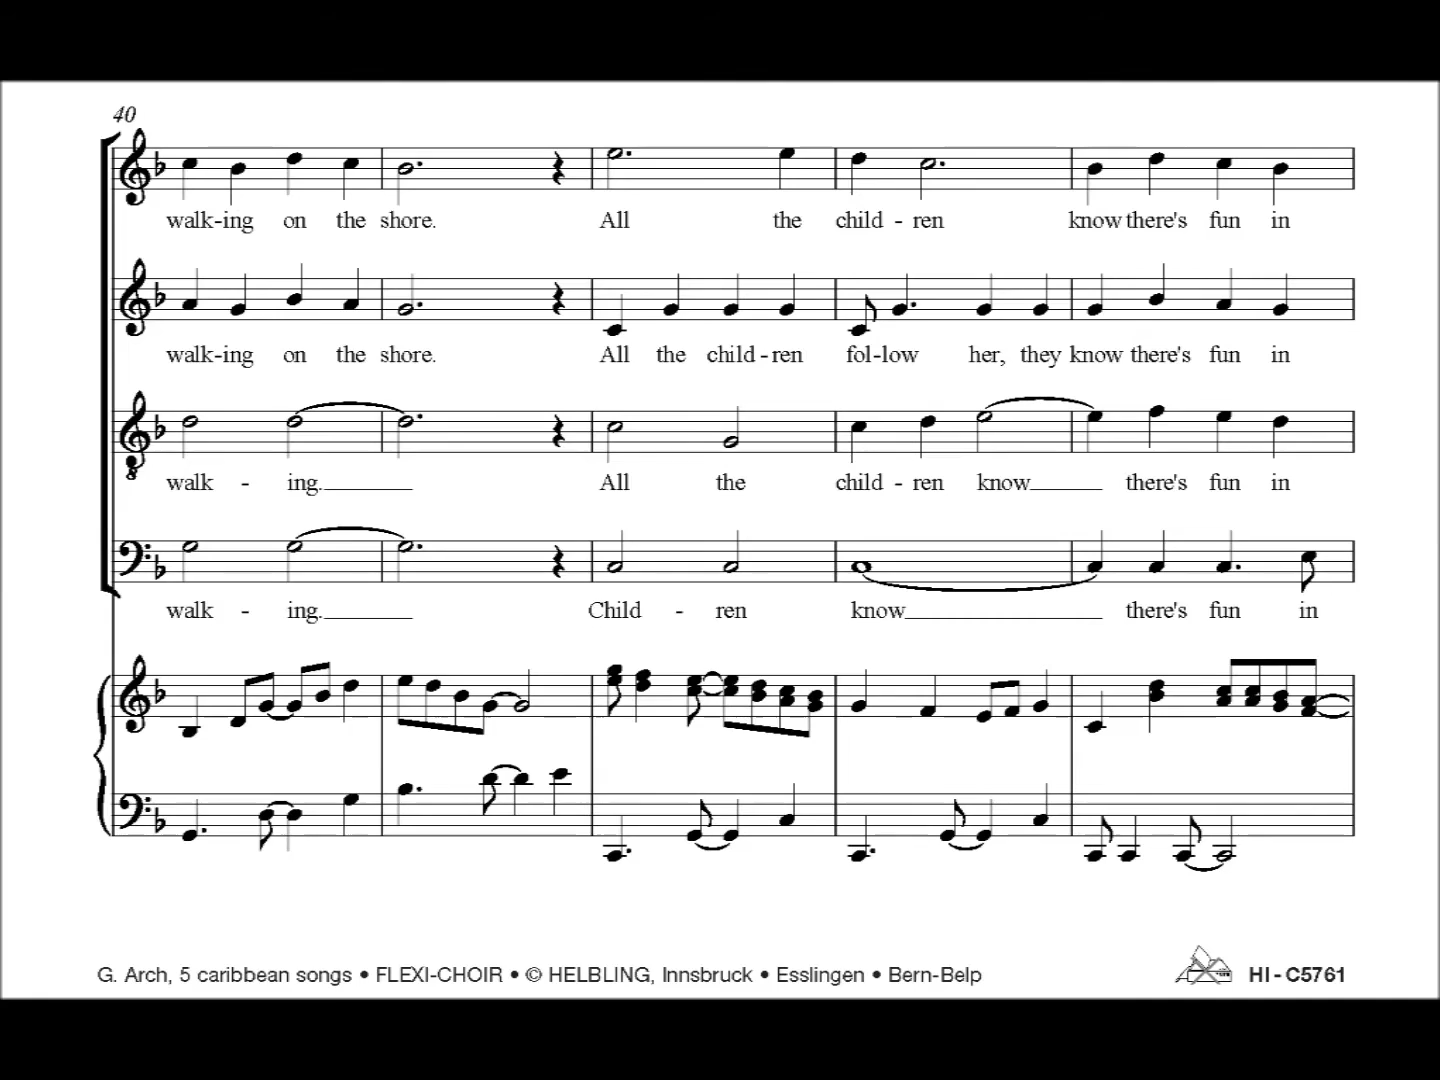 40
walk-ing on the shore. All the child - ren know there's fun in
walk-ing on the shore. All the child - ren fol-low her, they know there's fun in
walk - ing. All the child - ren know there's fun in
walk - ing. Child - ren know there's fun in
G. Arch, 5 caribbean songs • FLEXI-CHOIR • © HELBLING, Innsbruck • Esslingen • Bern-Belp HI - C5761